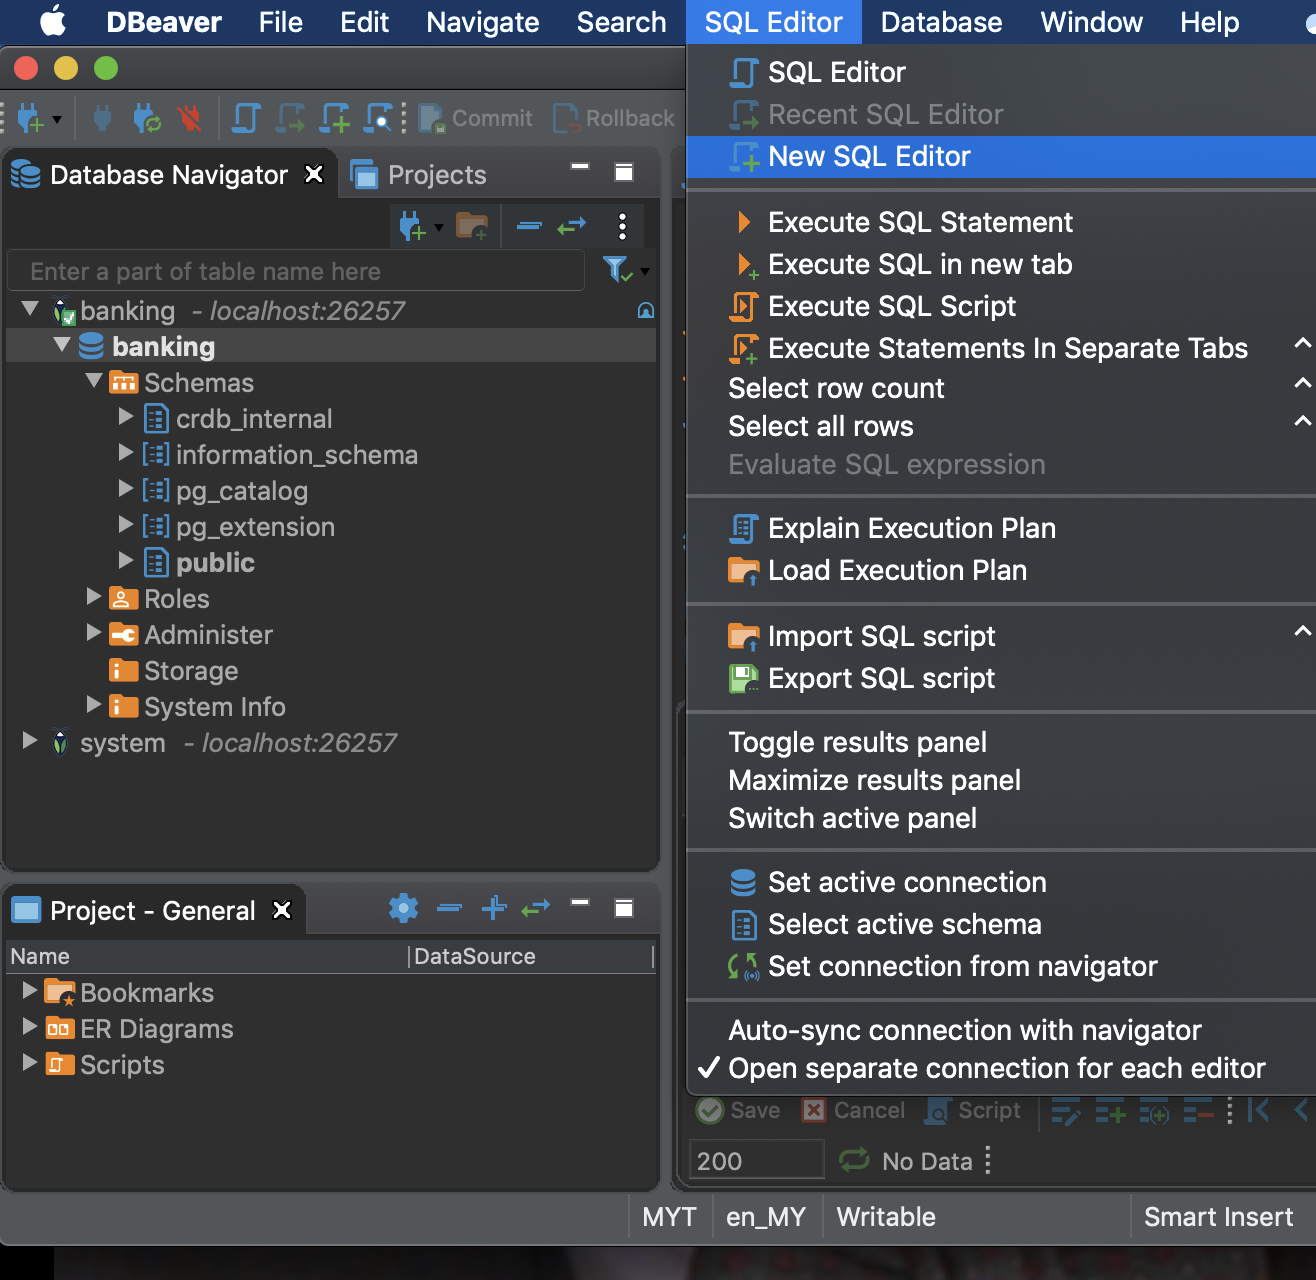 DBeaver File Edit Navigate Search SQL Editor Database Window Help
SQL Editor
Recent SQL Editor
New SQL Editor
Execute SQL Statement
Execute SQL in new tab
Execute SQL Script
Execute Statements In Separate Tabs
Select row count
Select all rows
Evaluate SQL expression
Explain Execution Plan
Load Execution Plan
Import SQL script
Export SQL script
Toggle results panel
Maximize results panel
Switch active panel
Set active connection
Select active schema
Set connection from navigator
Auto-sync connection with navigator
Open separate connection for each editor
Commit Rollback
Database Navigator Projects
Enter a part of table name here
banking - localhost:26257
banking
Schemas
crdb_internal
information_schema
pg_catalog
pg_extension
public
Roles
Administer
Storage
System Info
system - localhost:26257
Project - General
Name DataSource
Bookmarks
ER Diagrams
Scripts
Save Cancel Script
200 No Data
MYT en_MY Writable Smart Insert